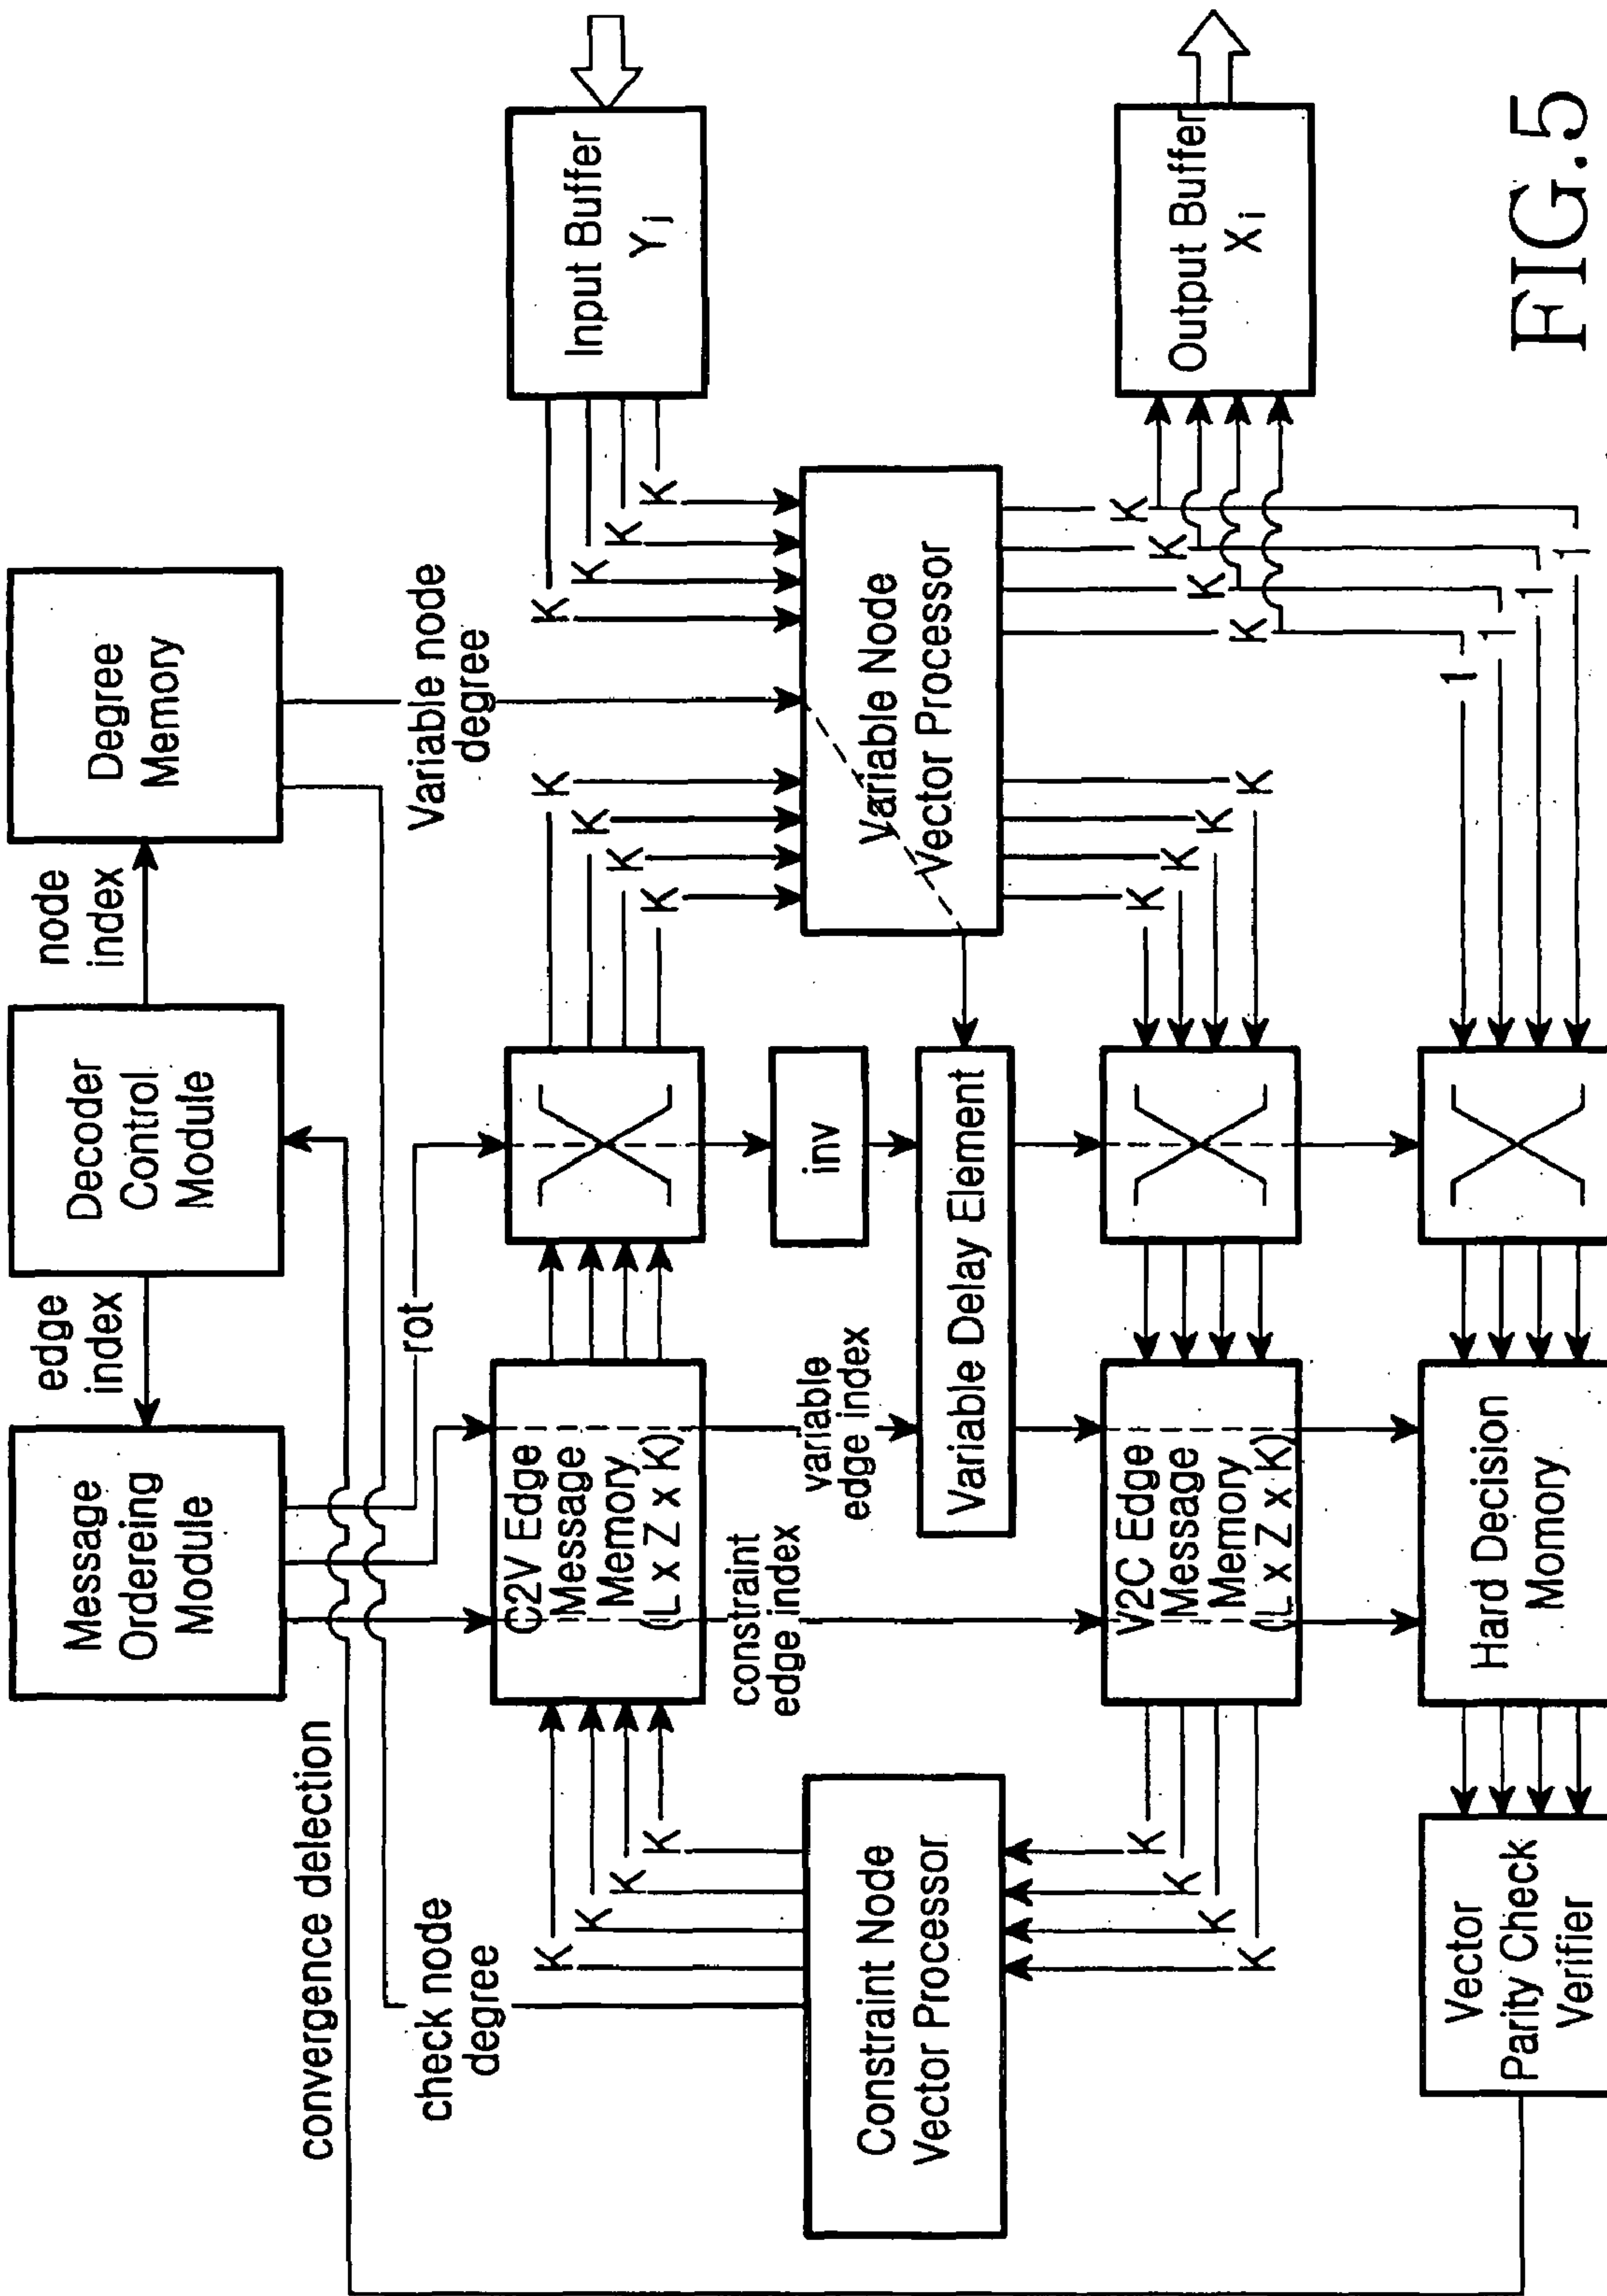 Message
Ordereing
Module
edge
index
Decoder
Control
Module
node
index
Degree
Memory
convergence delection
check node
degree
rot
Variable node
degree
Input Buffer
Y j
C2V Edge
Message
Memory
(L x Z x K)
K
K
K
K
K
K
K
K
K
K
K
K
constraint
edge index
variable
edge index
inv
Variable Delay Element
Constraint Node
Vector Processor
Variable Node
Vector Processor
K
K
K
K
V2C Edge
Message
Memory
(L x Z x K)
K
K
K
K
K
K
K
K
Output Buffer
X i
1
1
1
1
Vector
Parity Check
Verifier
Hard Decision
Momory
FIG.5